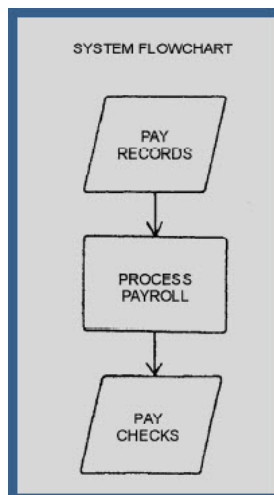 SYSTEM FLOWCHART
PAY
RECORDS
PROCESS
PAYROLL
PAY
CHECKS